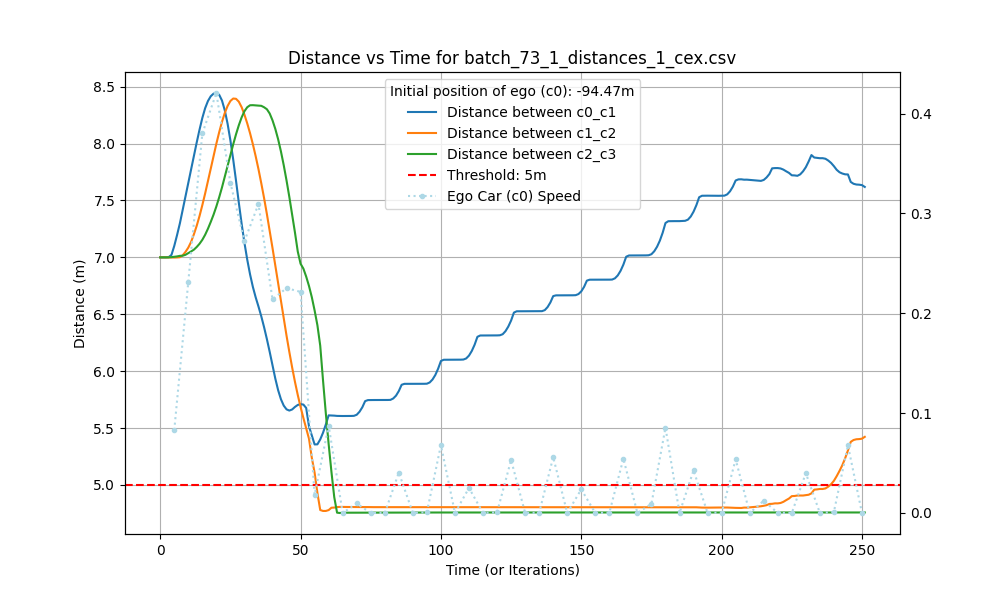 Distance vs Time for batch_73_1_distances_1_cex.csv
Initial position of ego (c0): -94.47m
Distance between c0_c1
Distance between c1_c2
Distance between c2_c3
Threshold: 5m
Ego Car (c0) Speed
Distance (m)
8.5
8.0
7.5
7.0
6.5
6.0
5.5
5.0
0.4
0.3
0.2
0.1
0.0
0 50 100 150 200 250
Time (or Iterations)